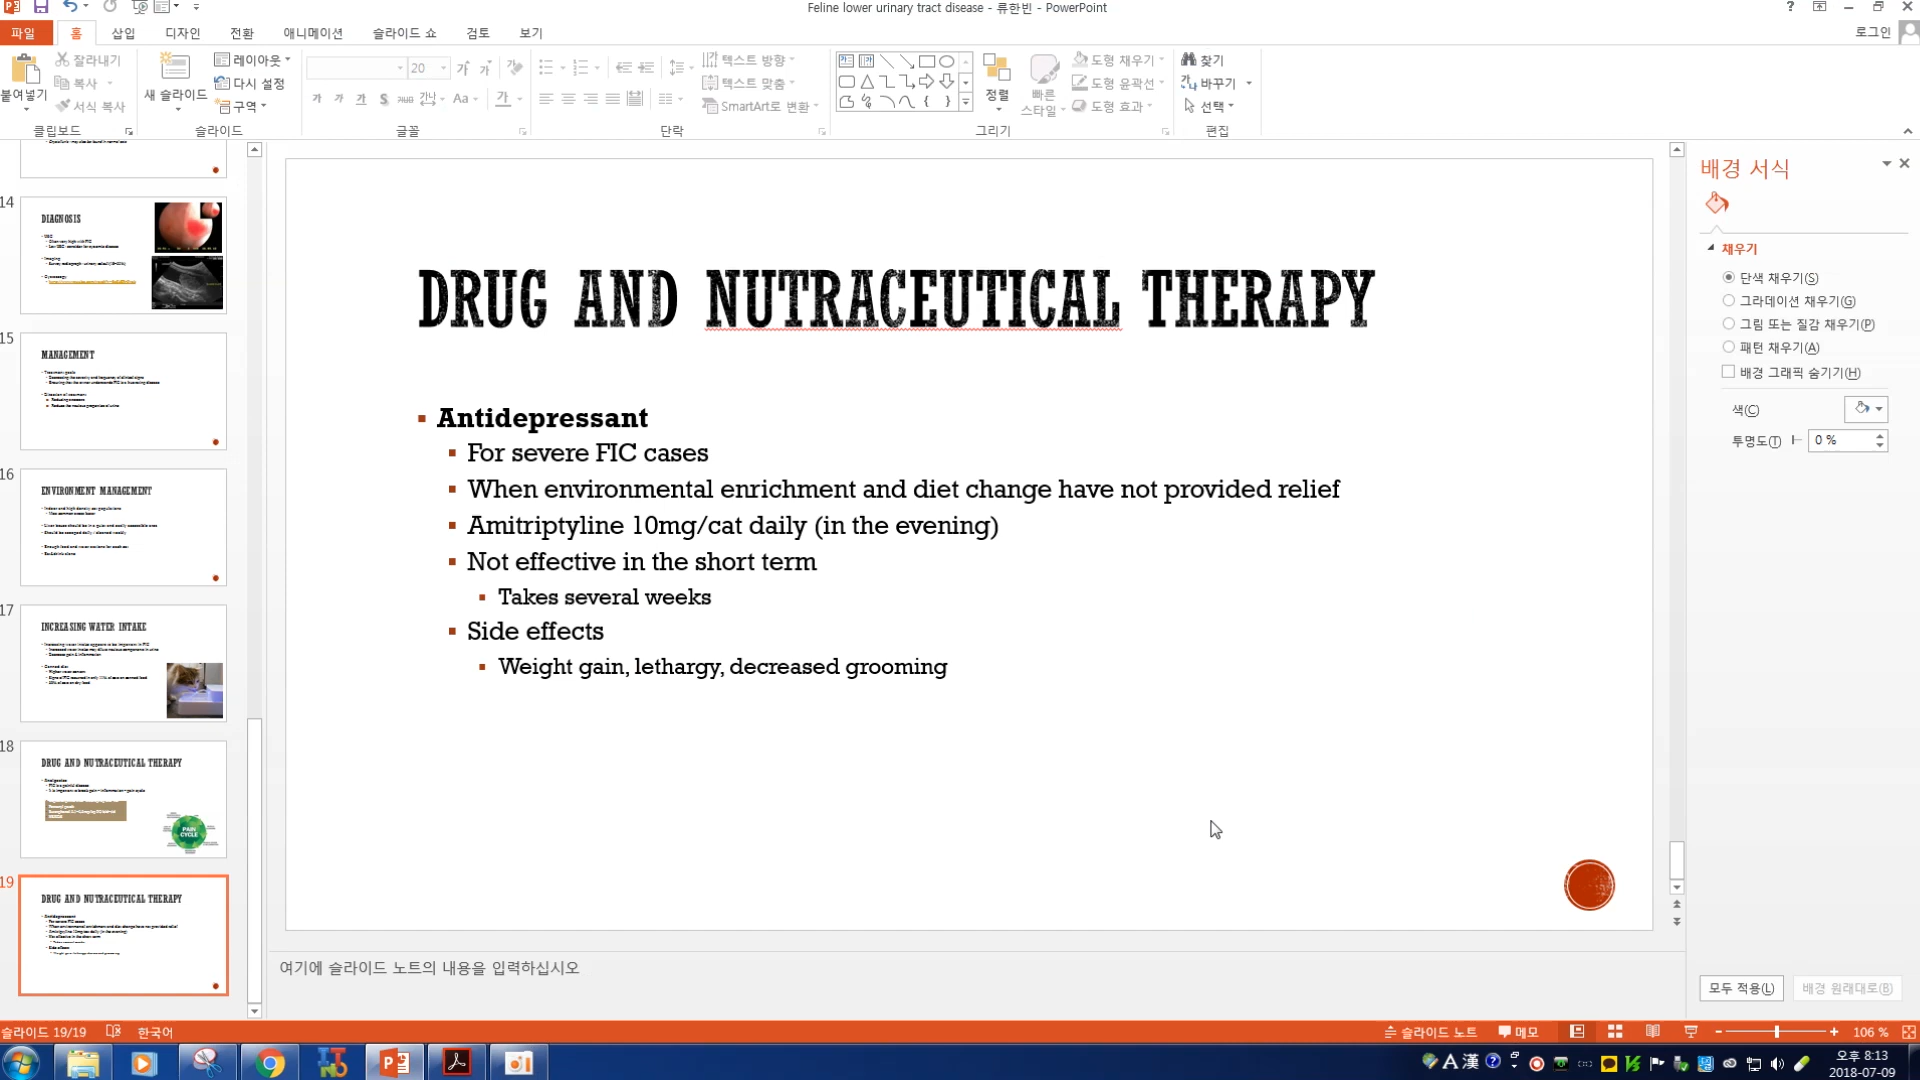 Feline lower urinary tract disease - 류한빈 - PowerPoint
파일 홈 삽입 디자인 전환 애니메이션 슬라이드 쇼 검토 보기 로그인
붙여넣기
잘라내기
복사
서식 복사
클립보드
새 슬라이드
레이아웃
다시 설정
구역
슬라이드
20
글꼴
텍스트 방향
텍스트 맞춤
SmartArt로 변환
단락
정렬
빠른 스타일
도형 채우기
도형 윤곽선
도형 효과
그리기
찾기
바꾸기
선택
편집
14
DIAGNOSIS
15
MANAGEMENT
16
ENVIRONMENT MANAGEMENT
17
INCREASING WATER INTAKE
18
DRUG AND NUTRACEUTICAL THERAPY
PAIN CYCLE
19
DRUG AND NUTRACEUTICAL THERAPY
DRUG AND NUTRACEUTICAL THERAPY
Antidepressant
For severe FIC cases
When environmental enrichment and diet change have not provided relief
Amitriptyline 10mg/cat daily (in the evening)
Not effective in the short term
Takes several weeks
Side effects
Weight gain, lethargy, decreased grooming
여기에 슬라이드 노트의 내용을 입력하십시오
배경 서식
채우기
단색 채우기(S)
그라데이션 채우기(G)
그림 또는 질감 채우기(P)
패턴 채우기(A)
배경 그래픽 숨기기(H)
색(C)
투명도(T) 0 %
모두 적용(L) 배경 원래대로(B)
슬라이드 19/19 한국어 슬라이드 노트 메모 106 %
A 漢
오후 8:13
2018-07-09